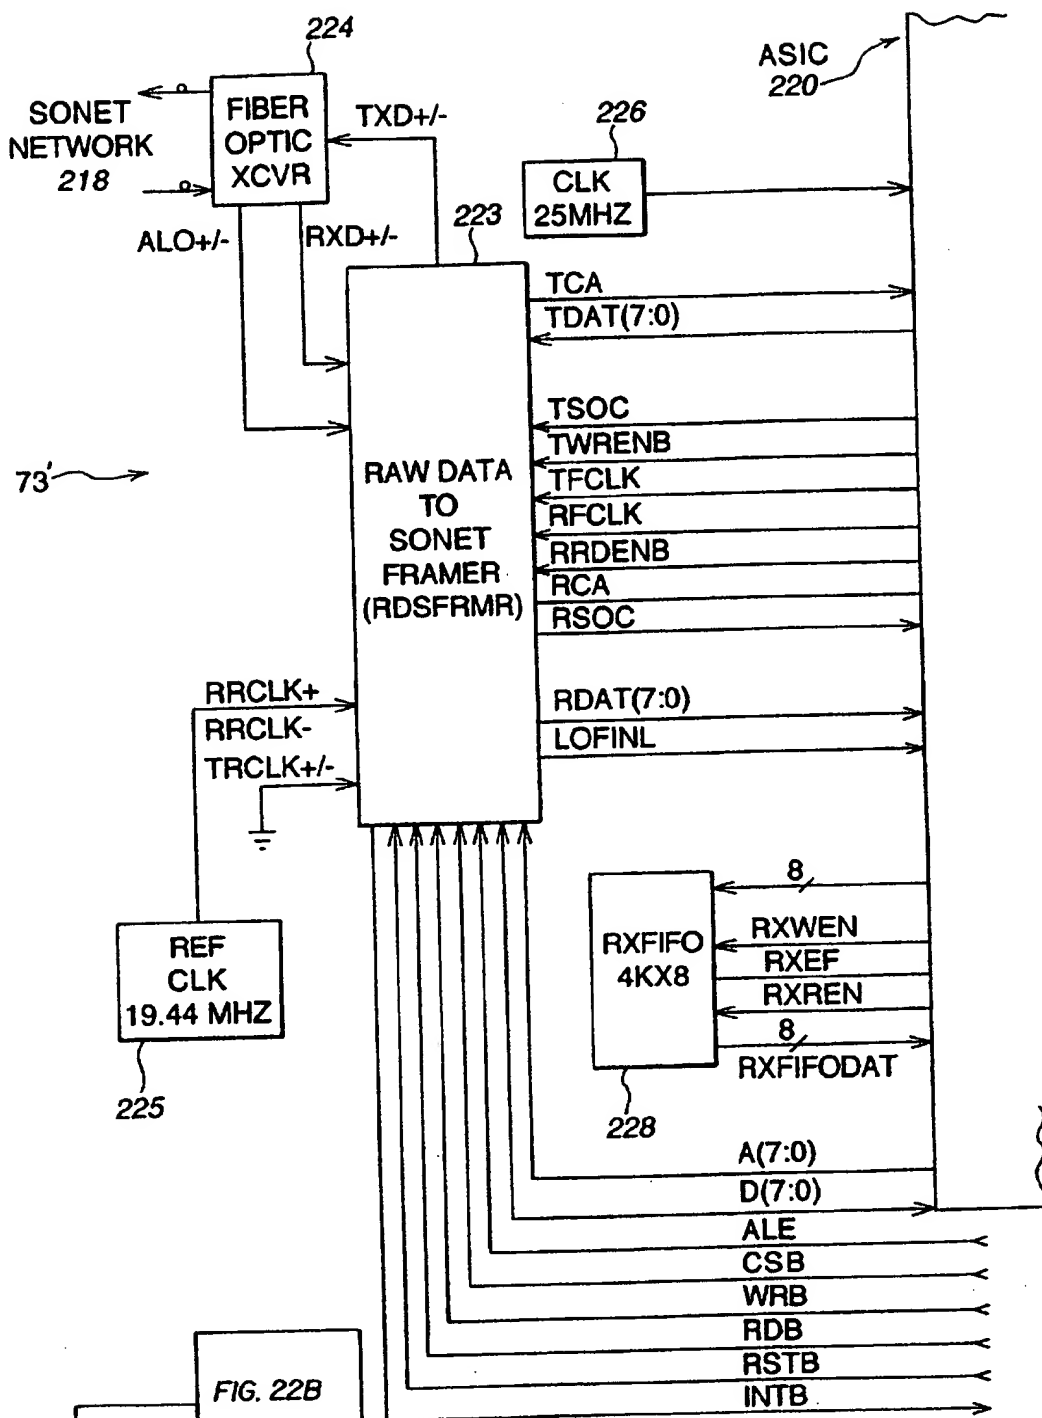 224
ASIC
220
SONET
NETWORK
218
FIBER
OPTIC
XCVR
TXD+/-
226
CLK
25MHZ
ALO+/-
RXD+/-
223
TCA
TDAT(7:0)
TSOC
TWRENB
TFCLK
RFCLK
RRDENB
RCA
RSOC
73'
RAW DATA
TO
SONET
FRAMER
(RDSFRMR)
RRCLK+
RRCLK-
TRCLK+/-
RDAT(7:0)
LOFINL
REF
CLK
19.44 MHZ
225
RXFIFO
4KX8
228
8
RXWEN
RXEF
RXREN
8
RXFIFODAT
A(7:0)
D(7:0)
ALE
CSB
WRB
RDB
RSTB
INTB
FIG. 22B